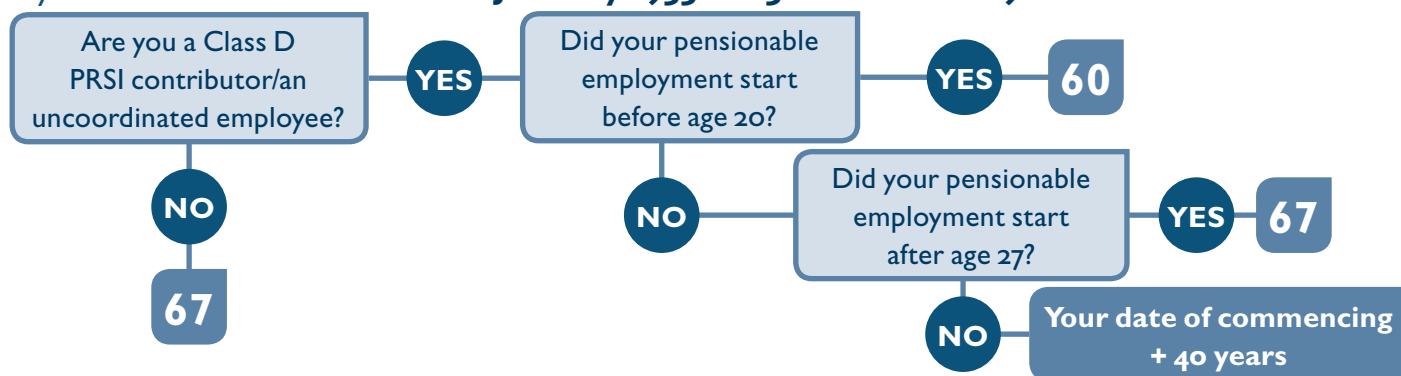 Are you a Class D
PRSI contributor/an
uncoordinated employee?
YES
Did your pensionable
employment start
before age 20?
YES
60
NO
67
NO
Did your pensionable
employment start
after age 27?
YES
67
NO
Your date of commencing
+ 40 years